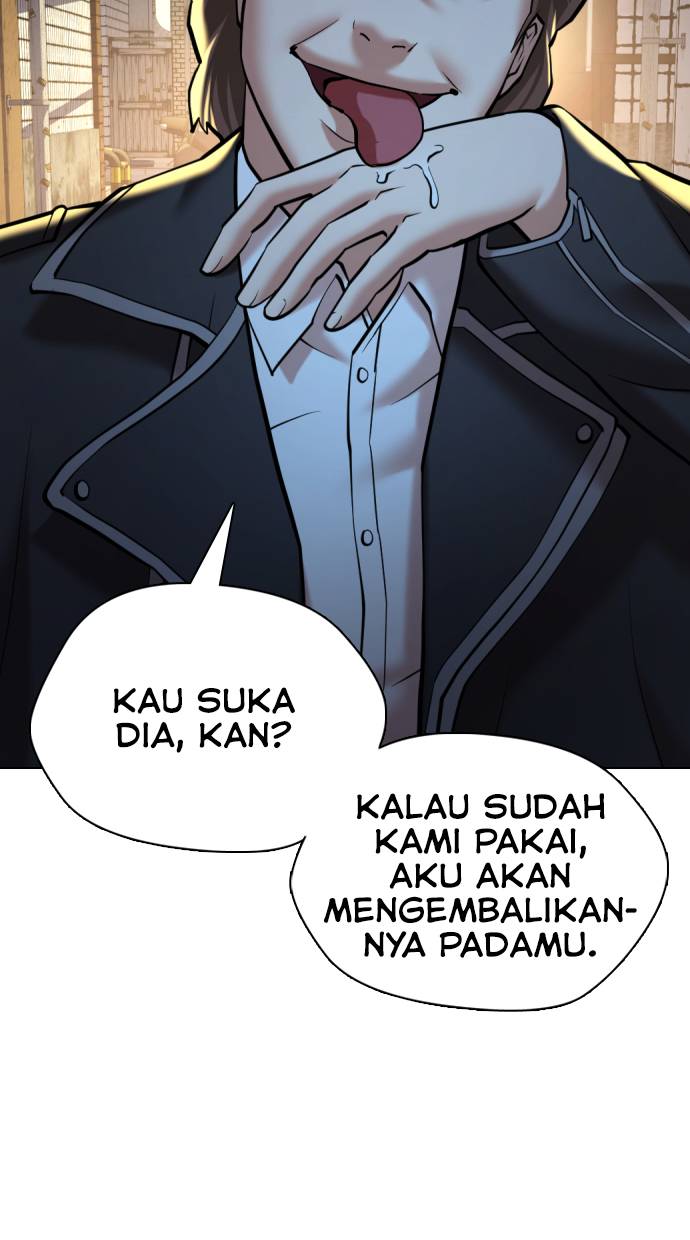 KAU SUKA
DIA, KAN?
KALAU SUDAH
KAMI PAKAI,
AKU AKAN
MENGEMBALIKAN-
NYA PADAMU.